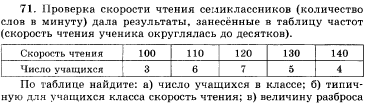 71. Проверка скорости чтения семиклассников (количество
слов в минуту) дала результаты, занесённые в таблицу частот
(скорость чтения ученика округлялась до десятков).
Скорость чтения 100 110 120 130 140
Число учащихся 3 6 7 5 4
По таблице найдите: а) число учащихся в классе; б) типич-
ную для учащихся класса скорость чтения; в) величину разброса